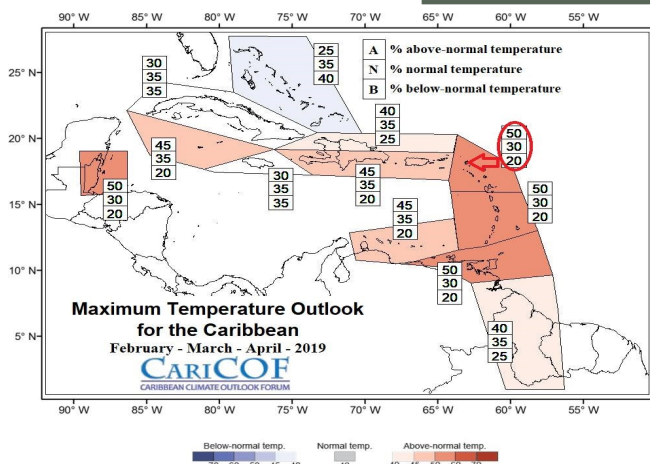 90° W 85° W 80° W 75° W 70° W 65° W 60° W 55° W
25° N
20° N
15° N
10° N
5° N
A % above-normal temperature
N % normal temperature
B % below-normal temperature
25
35
40
30
35
35
40
35
25
50
30
20
45
35
20
50
30
20
30
35
35
45
35
20
50
30
20
45
35
20
50
30
20
40
35
25
Maximum Temperature Outlook
for the Caribbean
February - March - April - 2019
CARICOF
CARIBBEAN CLIMATE OUTLOOK FORUM
90° W 85° W 80° W 75° W 70° W 65° W 60° W 55° W
Below-normal temp. Normal temp. Above-normal temp.